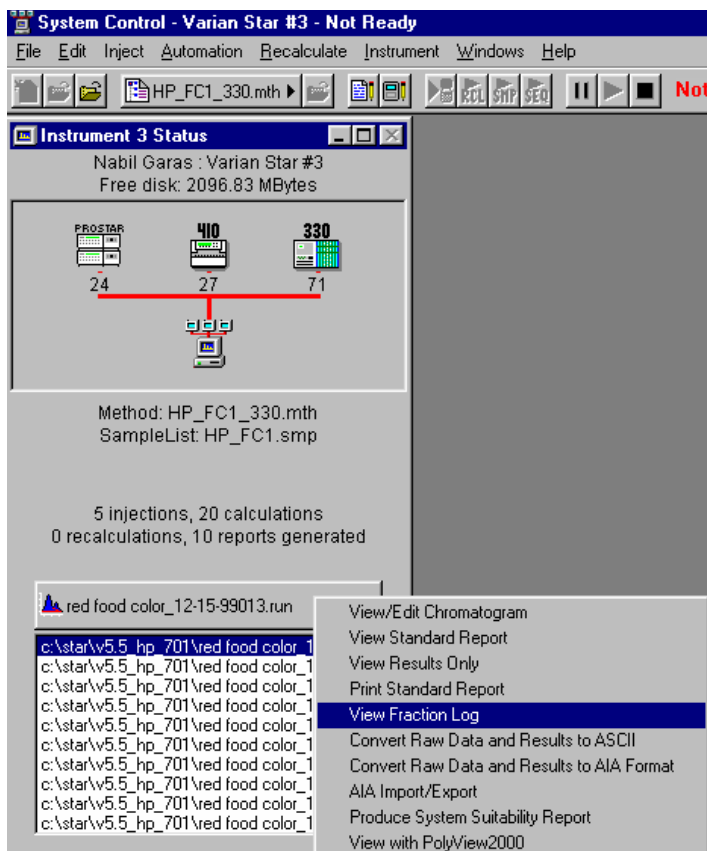 System Control - Varian Star #3 - Not Ready
File Edit Inject Automation Recalculate Instrument Windows Help
HP_FC1_330.mth RCL SMP SEQ Not
Instrument 3 Status
Nabil Garas : Varian Star #3
Free disk: 2096.83 MBytes
PROSTAR 410 330
24 27 71
Method: HP_FC1_330.mth
SampleList: HP_FC1.smp
5 injections, 20 calculations
0 recalculations, 10 reports generated
red food color_12-15-99013.run
c:\star\v5.5_hp_701\red food color_1
c:\star\v5.5_hp_701\red food color_1
c:\star\v5.5_hp_701\red food color_1
c:\star\v5.5_hp_701\red food color_1
c:\star\v5.5_hp_701\red food color_1
c:\star\v5.5_hp_701\red food color_1
c:\star\v5.5_hp_701\red food color_1
c:\star\v5.5_hp_701\red food color_1
c:\star\v5.5_hp_701\red food color_1
c:\star\v5.5_hp_701\red food color_1
View/Edit Chromatogram
View Standard Report
View Results Only
Print Standard Report
View Fraction Log
Convert Raw Data and Results to ASCII
Convert Raw Data and Results to AIA Format
AIA Import/Export
Produce System Suitability Report
View with PolyView2000